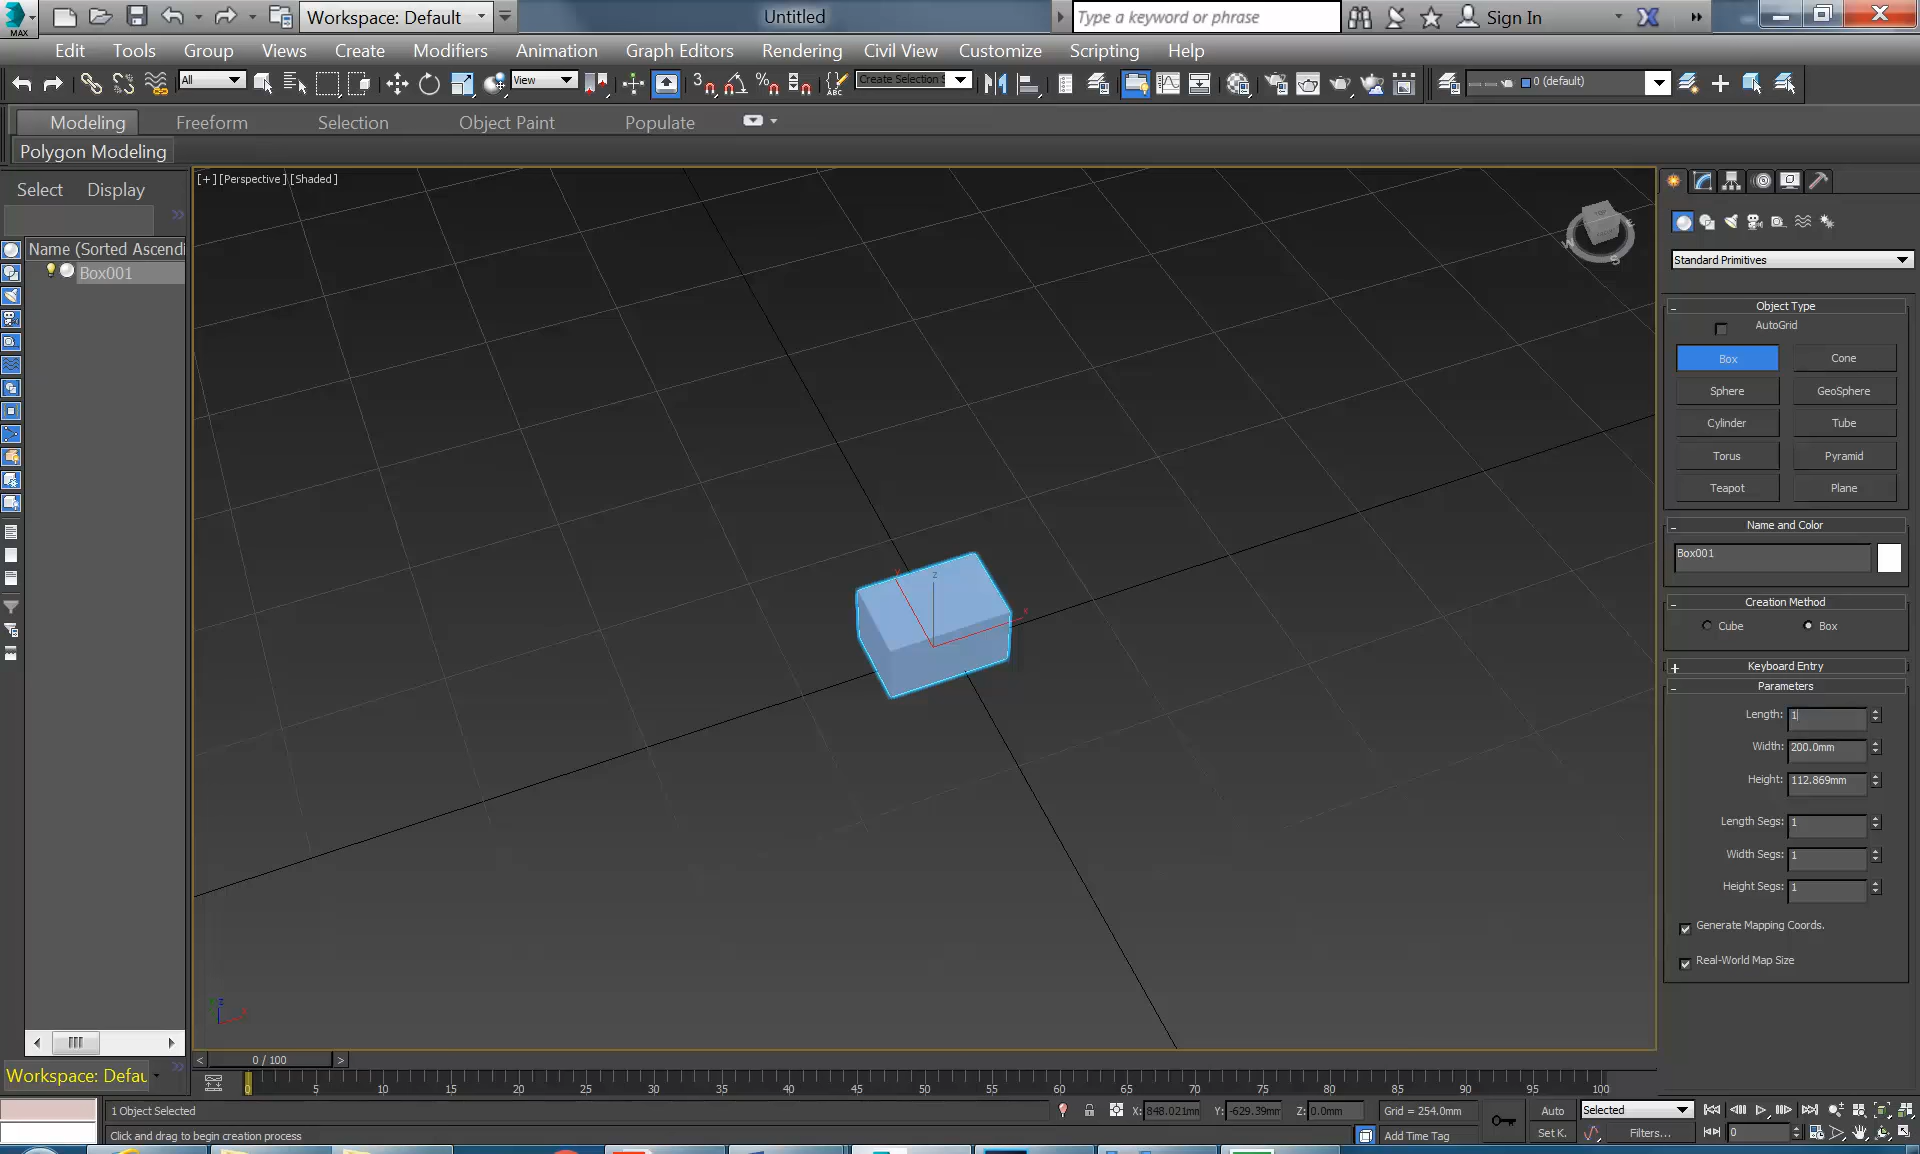 MAX
Workspace: Default
Untitled
Type a keyword or phrase
Sign In
Edit Tools Group Views Create Modifiers Animation Graph Editors Rendering Civil View Customize Scripting Help
All
View
3
ABC
Create Selection S
0 (default)
Modeling Freeform Selection Object Paint Populate
Polygon Modeling
Select Display
[+] [Perspective] [Shaded]
Name (Sorted Ascendi
Box001
Standard Primitives
Object Type
AutoGrid
Box Cone
Sphere GeoSphere
Cylinder Tube
Torus Pyramid
Teapot Plane
Name and Color
Box001
Creation Method
Cube Box
Keyboard Entry
Parameters
Length: 1
Width: 200.0mm
Height: 112.869mm
Length Segs: 1
Width Segs: 1
Height Segs: 1
Generate Mapping Coords.
Real-World Map Size
TOP
W
S
z
x
z
x
0 / 100
Workspace: Defau
0 5 10 15 20 25 30 35 40 45 50 55 60 65 70 75 80 85 90 95 100
1 Object Selected
X: 848.021mm Y: -629.39mm Z: 0.0mm
Grid = 254.0mm
Auto
Selected
Click and drag to begin creation process
Add Time Tag
Set K.
Filters...
0